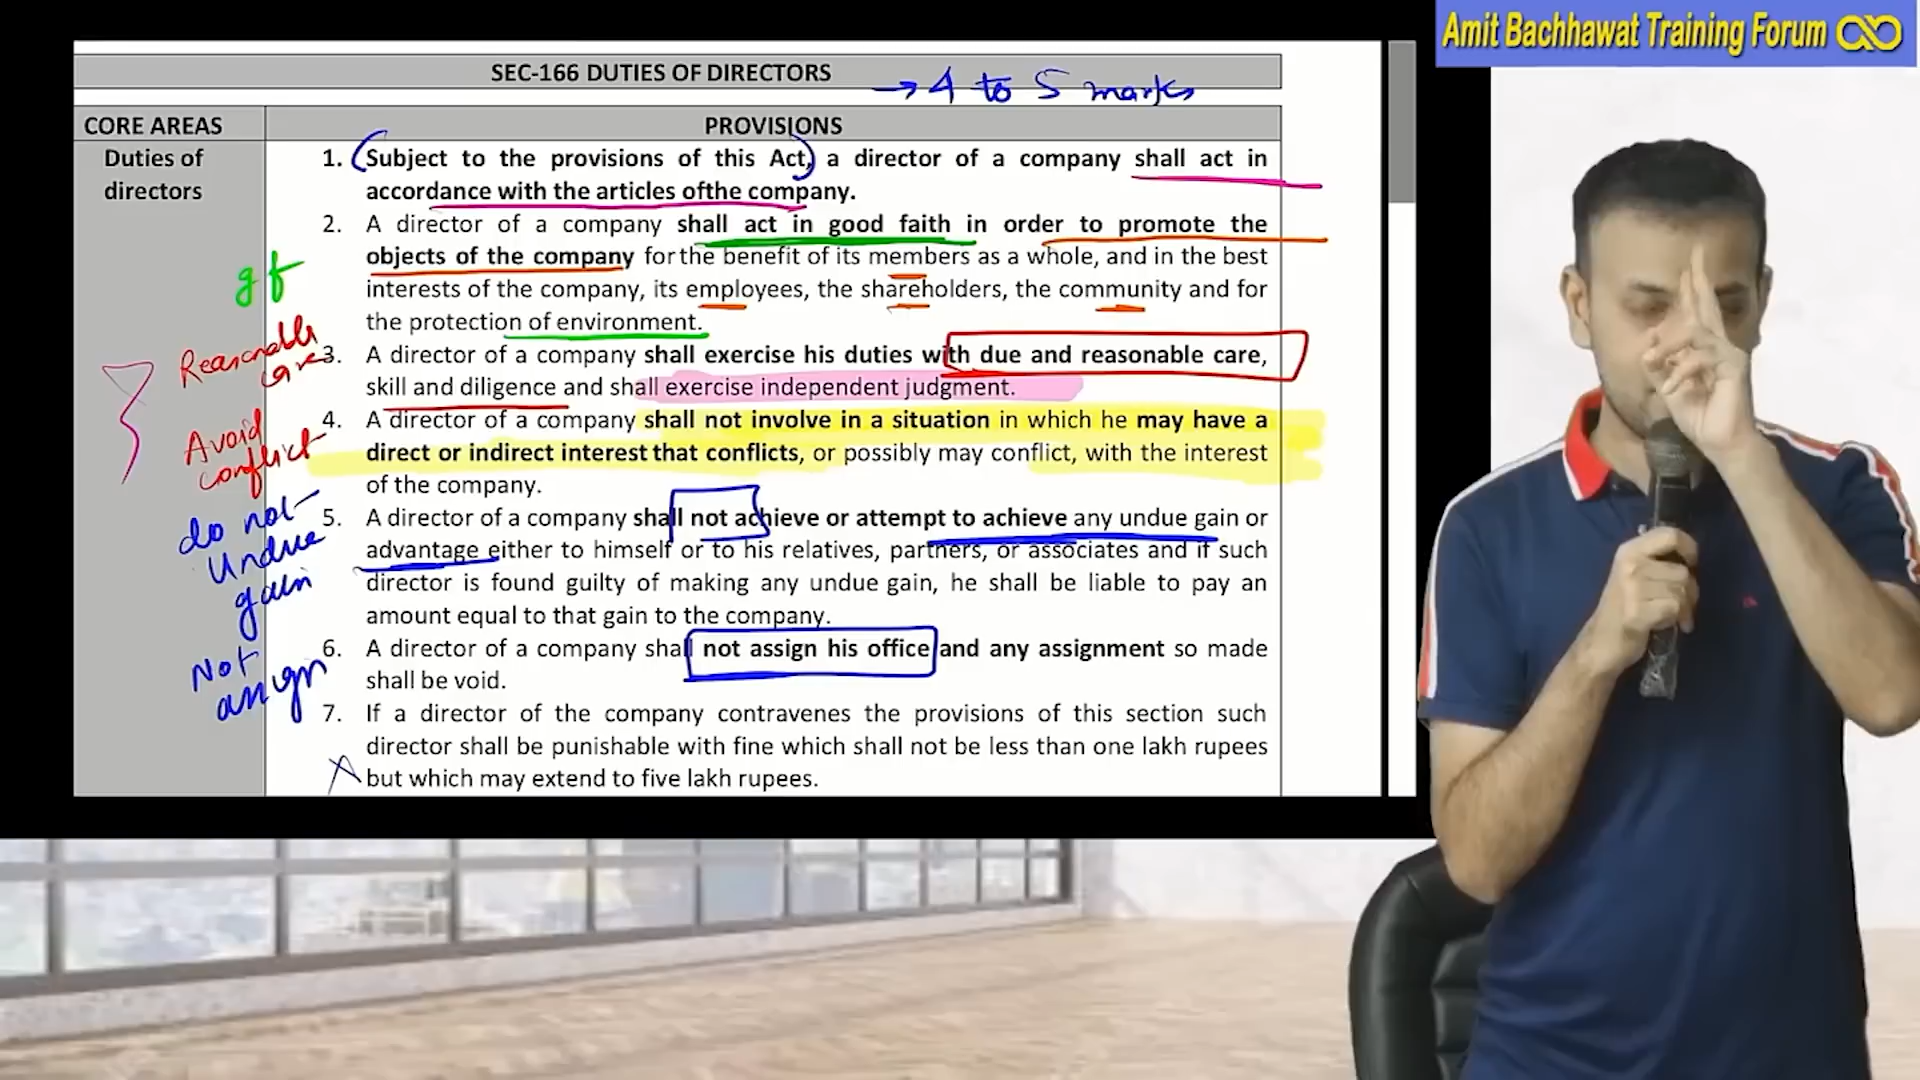 Amit Bachhawat Training Forum
SEC-166 DUTIES OF DIRECTORS
→ 4 to 5 marks
CORE AREAS
PROVISIONS
Duties of
directors
1. Subject to the provisions of this Act, a director of a company shall act in
accordance with the articles ofthe company.
2. A director of a company shall act in good faith in order to promote the
objects of the company for the benefit of its members as a whole, and in the best
interests of the company, its employees, the shareholders, the community and for
the protection of environment.
3. A director of a company shall exercise his duties with due and reasonable care,
skill and diligence and shall exercise independent judgment.
4. A director of a company shall not involve in a situation in which he may have a
direct or indirect interest that conflicts, or possibly may conflict, with the interest
of the company.
5. A director of a company shall not achieve or attempt to achieve any undue gain or
advantage either to himself or to his relatives, partners, or associates and if such
director is found guilty of making any undue gain, he shall be liable to pay an
amount equal to that gain to the company.
6. A director of a company shall not assign his office and any assignment so made
shall be void.
7. If a director of the company contravenes the provisions of this section such
director shall be punishable with fine which shall not be less than one lakh rupees
but which may extend to five lakh rupees.
gf
Reasonable
care
Avoid
conflict
do not
Undue
gain
Not
assign